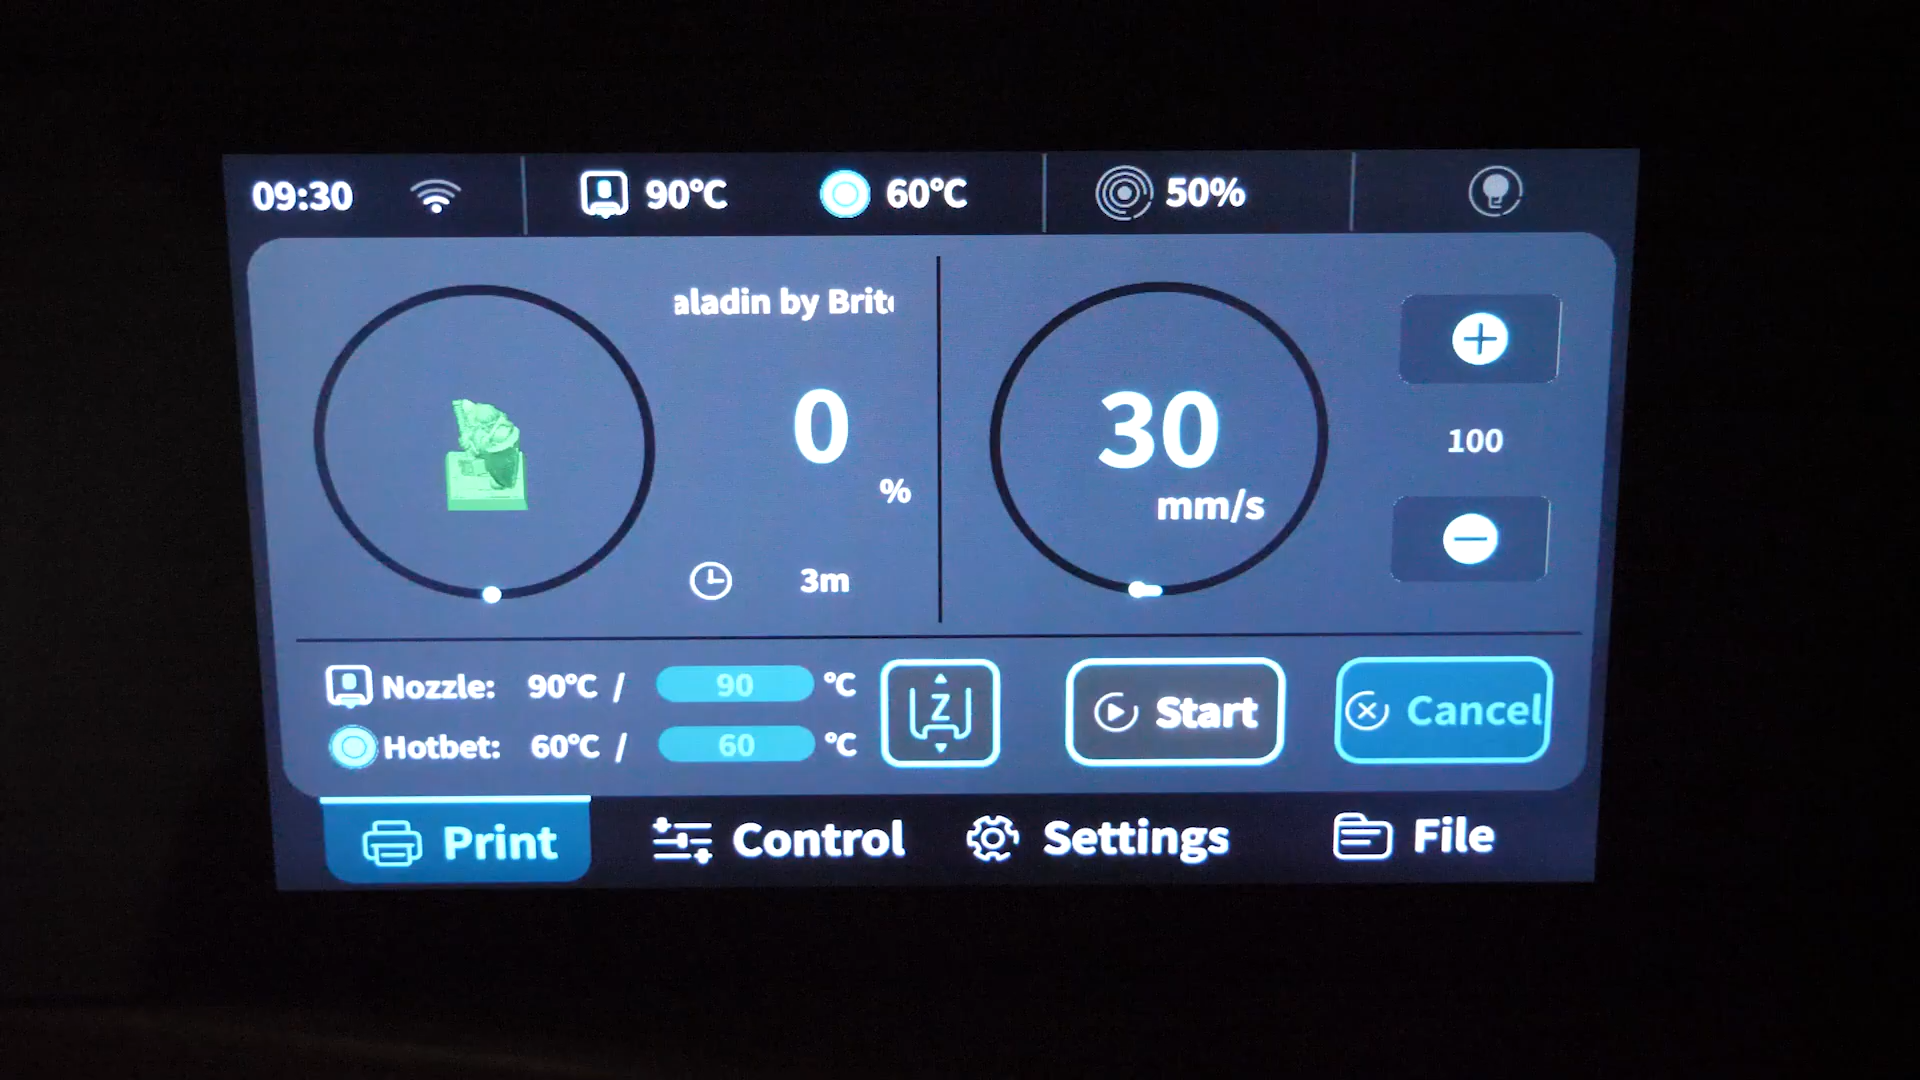 09:30 90°C 60°C 50%
aladin by Brit
0
%
3m
30
mm/s
100
Nozzle: 90°C / 90 °C
Hotbet: 60°C / 60 °C
Z
Start
Cancel
Print Control Settings File